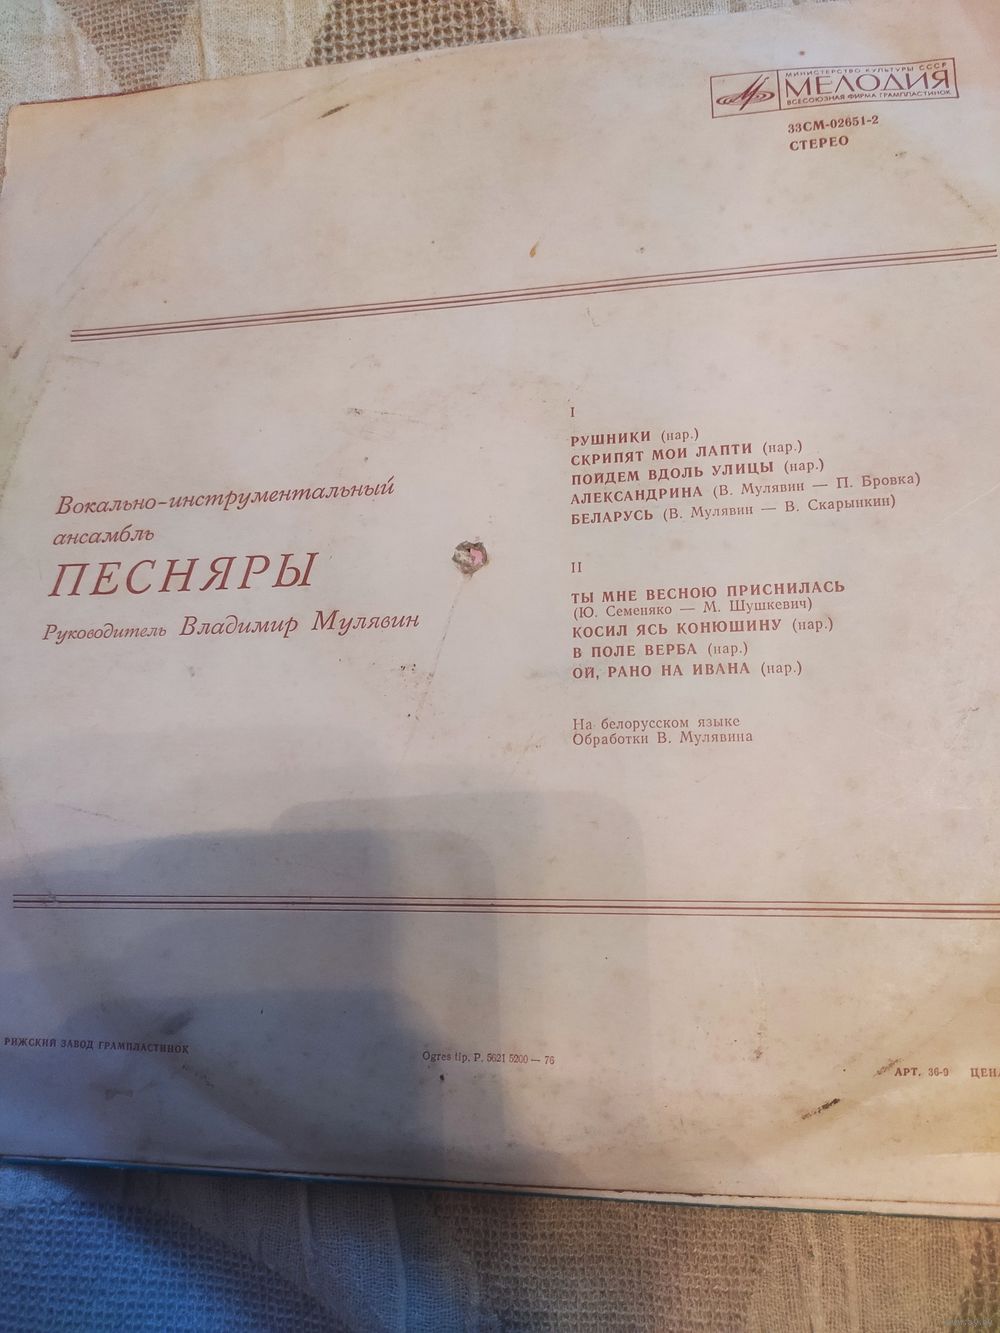 МИНИСТЕРСТВО КУЛЬТУРЫ СССР
МЕЛОДИЯ
ВСЕСОЮЗНАЯ ФИРМА ГРАМПЛАСТИНОК
33СМ-02651-2
СТЕРЕО
Вокально-инструментальный
ансамбль
ПЕСНЯРЫ
Руководитель Владимир Мулявин
I
РУШНИКИ (нар.)
СКРИПЯТ МОИ ЛАПТИ (нар.)
ПОЙДЕМ ВДОЛЬ УЛИЦЫ (нар.)
АЛЕКСАНДРИНА (В. Мулявин — П. Бровка)
БЕЛАРУСЬ (В. Мулявин — В. Скарынкин)
II
ТЫ МНЕ ВЕСНОЮ ПРИСНИЛАСЬ
(Ю. Семеняко — М. Шушкевич)
КОСИЛ ЯСЬ КОНЮШИНУ (нар.)
В ПОЛЕ ВЕРБА (нар.)
ОЙ, РАНО НА ИВАНА (нар.)
На белорусском языке
Обработки В. Мулявина
РИЖСКИЙ ЗАВОД ГРАМПЛАСТИНОК
Ogres tip. P. 5621 5200 — 76
АРТ. 36-9 ЦЕНА